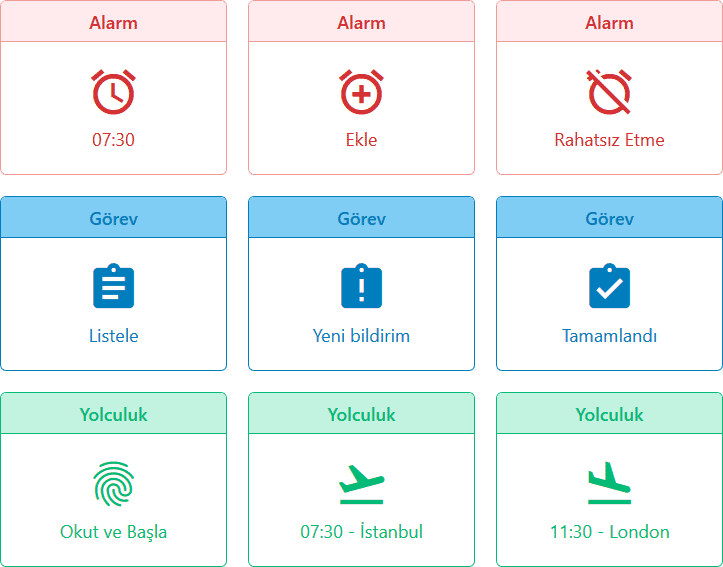 Alarm
Alarm
Alarm
07:30
Ekle
Rahatsız Etme
Görev
Görev
Görev
Listele
Yeni bildirim
Tamamlandı
Yolculuk
Yolculuk
Yolculuk
Okut ve Başla
07:30 - İstanbul
11:30 - London